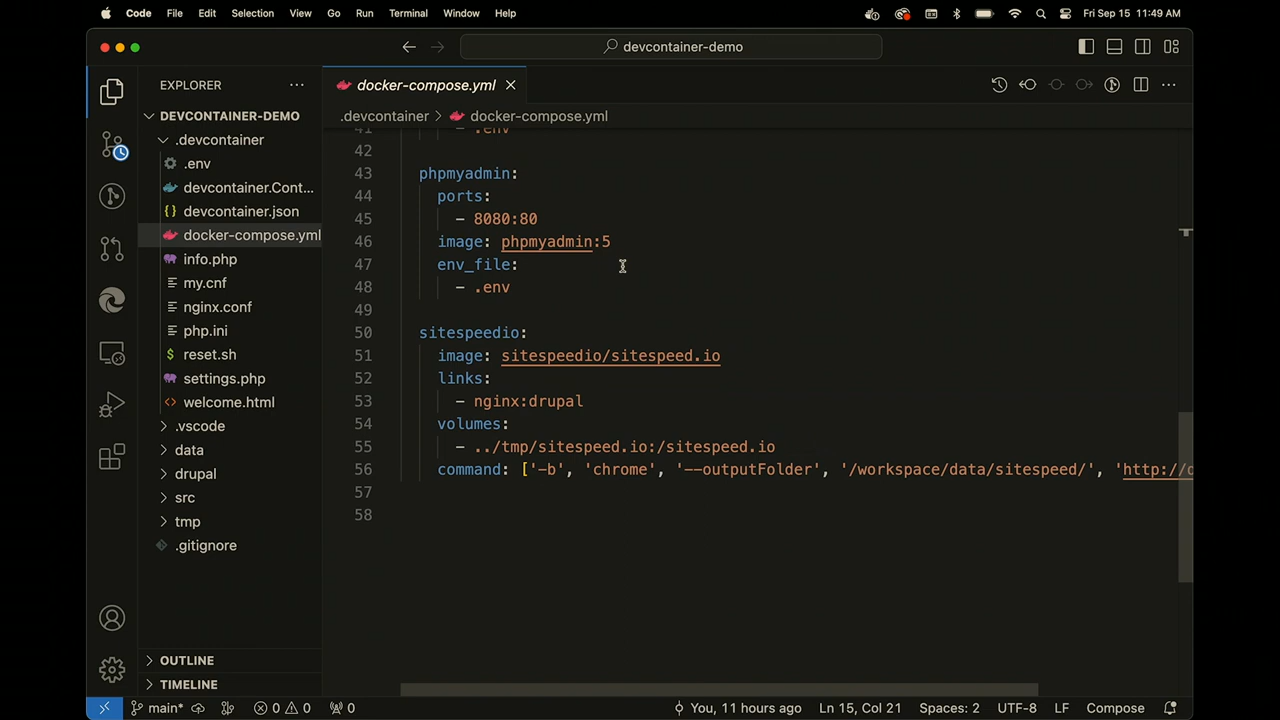 Code File Edit Selection View Go Run Terminal Window Help Fri Sep 15 11:49 AM
devcontainer-demo
EXPLORER
docker-compose.yml
DEVCONTAINER-DEMO
.devcontainer > docker-compose.yml
.devcontainer
.env
devcontainer.Cont...
devcontainer.json
docker-compose.yml
info.php
my.cnf
nginx.conf
php.ini
reset.sh
settings.php
welcome.html
.vscode
data
drupal
src
tmp
.gitignore
OUTLINE
TIMELINE
41 - .env
42
43 phpmyadmin:
44 ports:
45 - 8080:80
46 image: phpmyadmin:5
47 env_file:
48 - .env
49
50 sitespeedio:
51 image: sitespeedio/sitespeed.io
52 links:
53 - nginx:drupal
54 volumes:
55 - ../tmp/sitespeed.io:/sitespeed.io
56 command: ['-b', 'chrome', '--outputFolder', '/workspace/data/sitespeed/', 'http://
57
58
main* 0 0 0 You, 11 hours ago Ln 15, Col 21 Spaces: 2 UTF-8 LF Compose